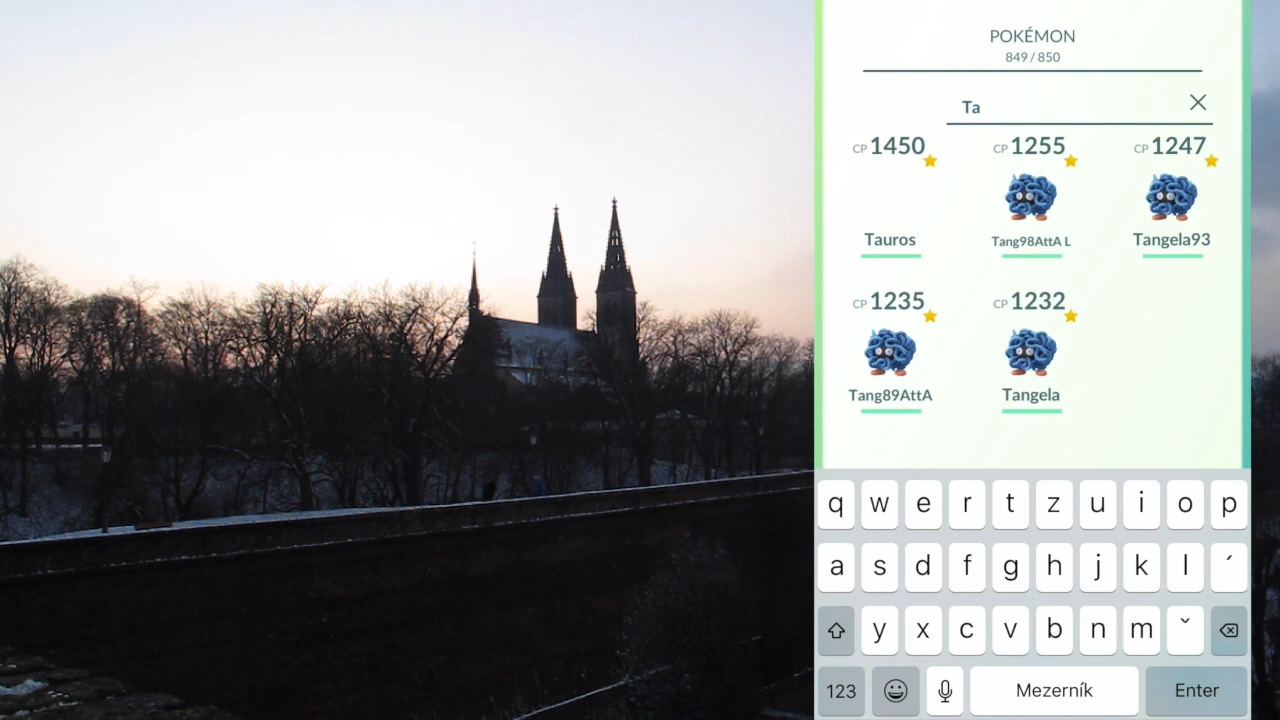 POKÉMON
849 / 850
Ta
CP 1450 CP 1255 CP 1247
Tauros Tang98AttA L Tangela93
CP 1235 CP 1232
Tang89AttA Tangela
q w e r t z u i o p
a s d f g h j k l ´
y x c v b n m ˇ
123 Mezerník Enter